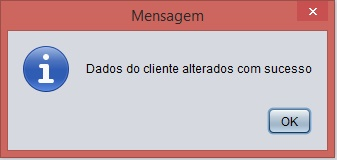 Mensagem
Dados do cliente alterados com sucesso
OK